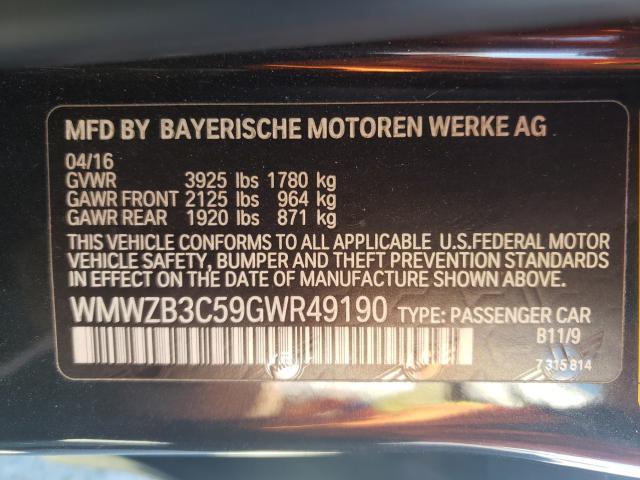 MFD BY BAYERISCHE MOTOREN WERKE AG
04/16
GVWR 3925 lbs 1780 kg
GAWR FRONT 2125 lbs 964 kg
GAWR REAR 1920 lbs 871 kg
THIS VEHICLE CONFORMS TO ALL APPLICABLE U.S.FEDERAL MOTOR
VEHICLE SAFETY, BUMPER AND THEFT PREVENTION STANDARDS
IN EFFECT ON THE DATE OF MANUFACTURE SHOWN ABOVE.
WMWZB3C59GWR49190 TYPE: PASSENGER CAR
B11/9
7 315 814